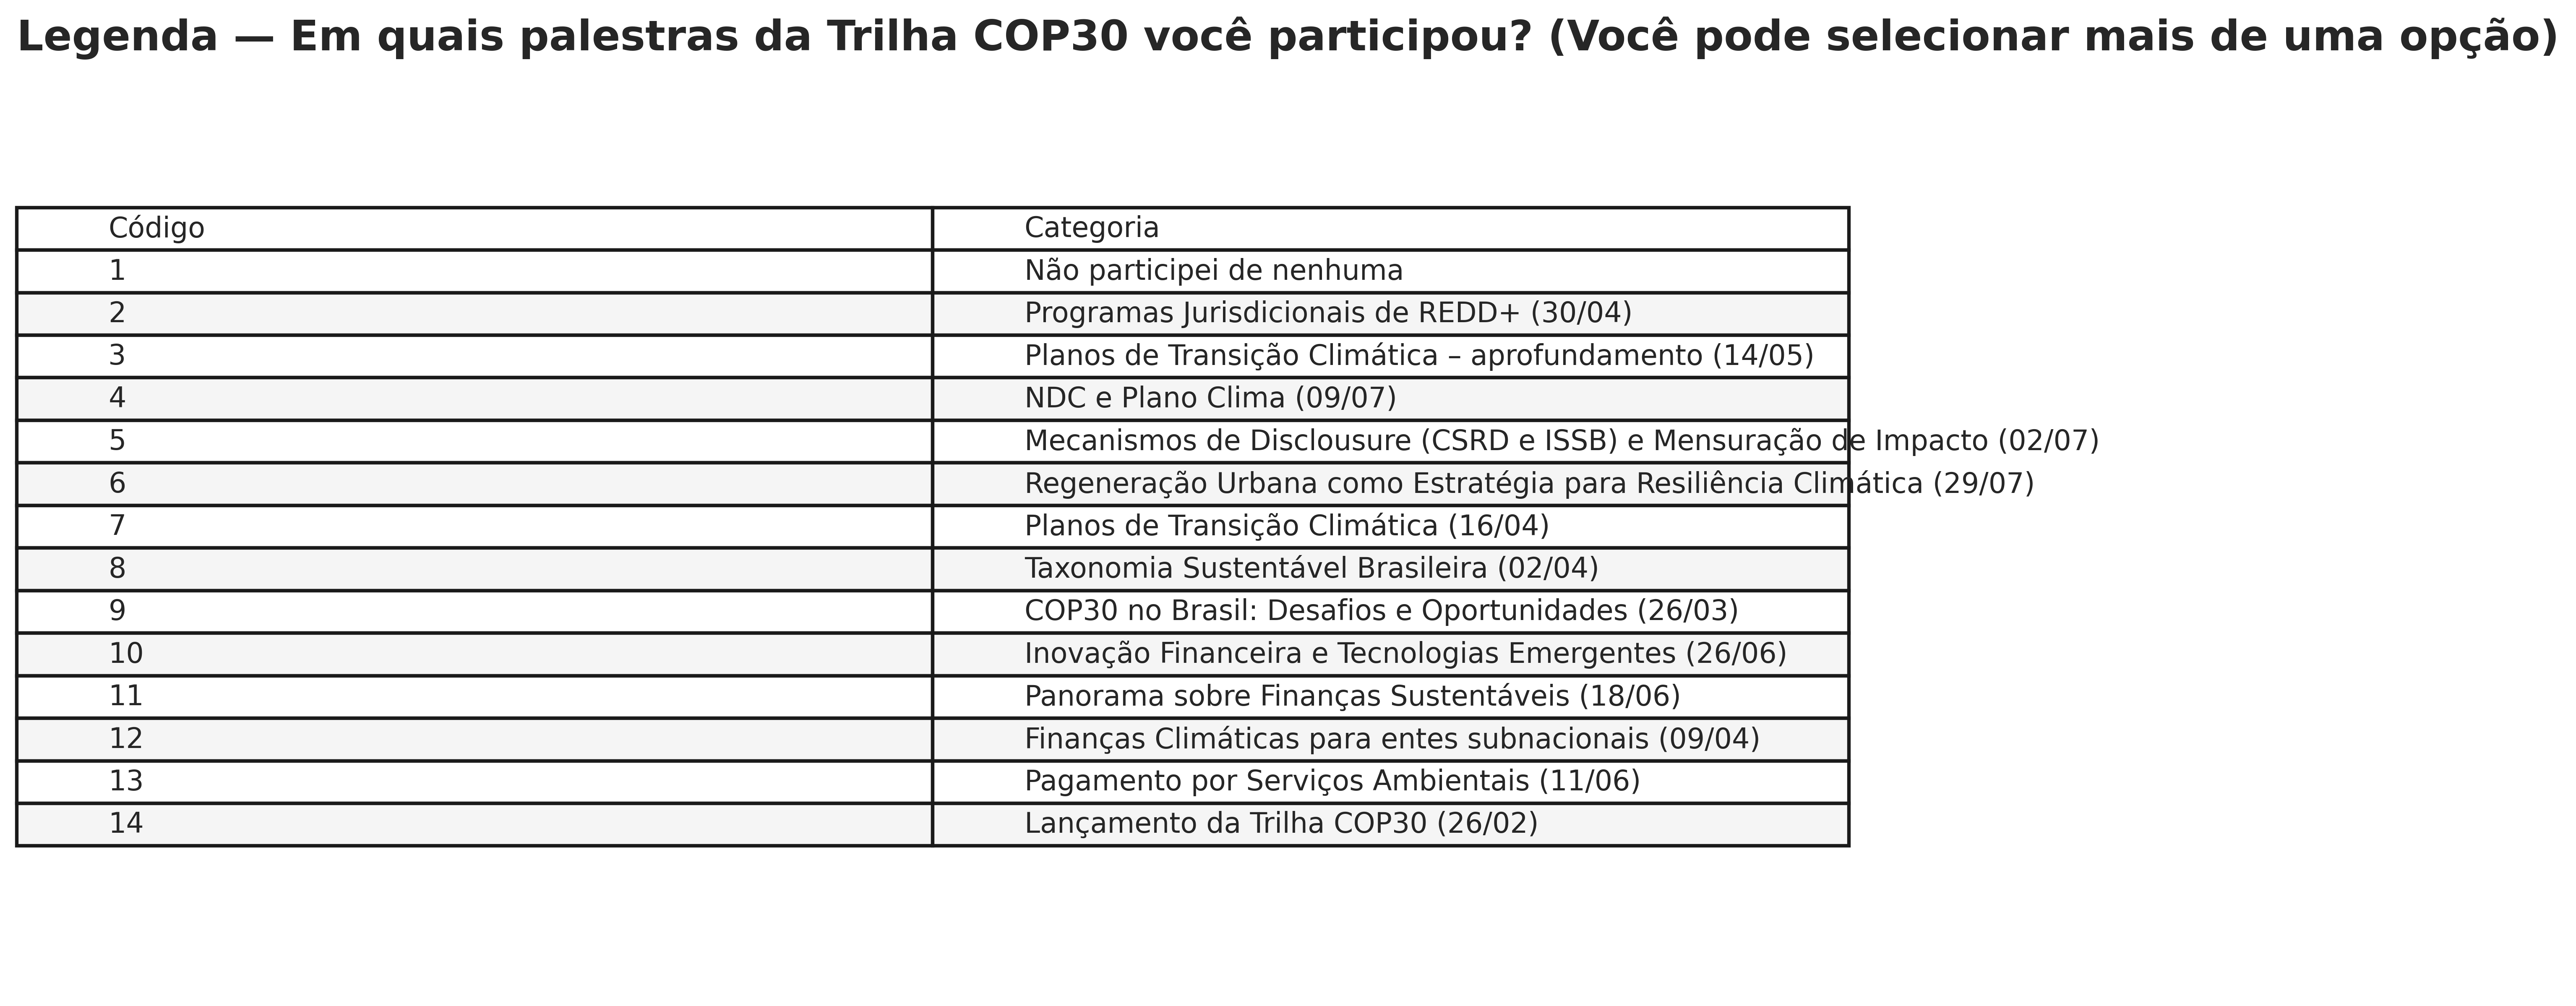 Legenda — Em quais palestras da Trilha COP30 você participou? (Você pode selecionar mais de uma opção)
Código Categoria
1 Não participei de nenhuma
2 Programas Jurisdicionais de REDD+ (30/04)
3 Planos de Transição Climática – aprofundamento (14/05)
4 NDC e Plano Clima (09/07)
5 Mecanismos de Disclousure (CSRD e ISSB) e Mensuração de Impacto (02/07)
6 Regeneração Urbana como Estratégia para Resiliência Climática (29/07)
7 Planos de Transição Climática (16/04)
8 Taxonomia Sustentável Brasileira (02/04)
9 COP30 no Brasil: Desafios e Oportunidades (26/03)
10 Inovação Financeira e Tecnologias Emergentes (26/06)
11 Panorama sobre Finanças Sustentáveis (18/06)
12 Finanças Climáticas para entes subnacionais (09/04)
13 Pagamento por Serviços Ambientais (11/06)
14 Lançamento da Trilha COP30 (26/02)